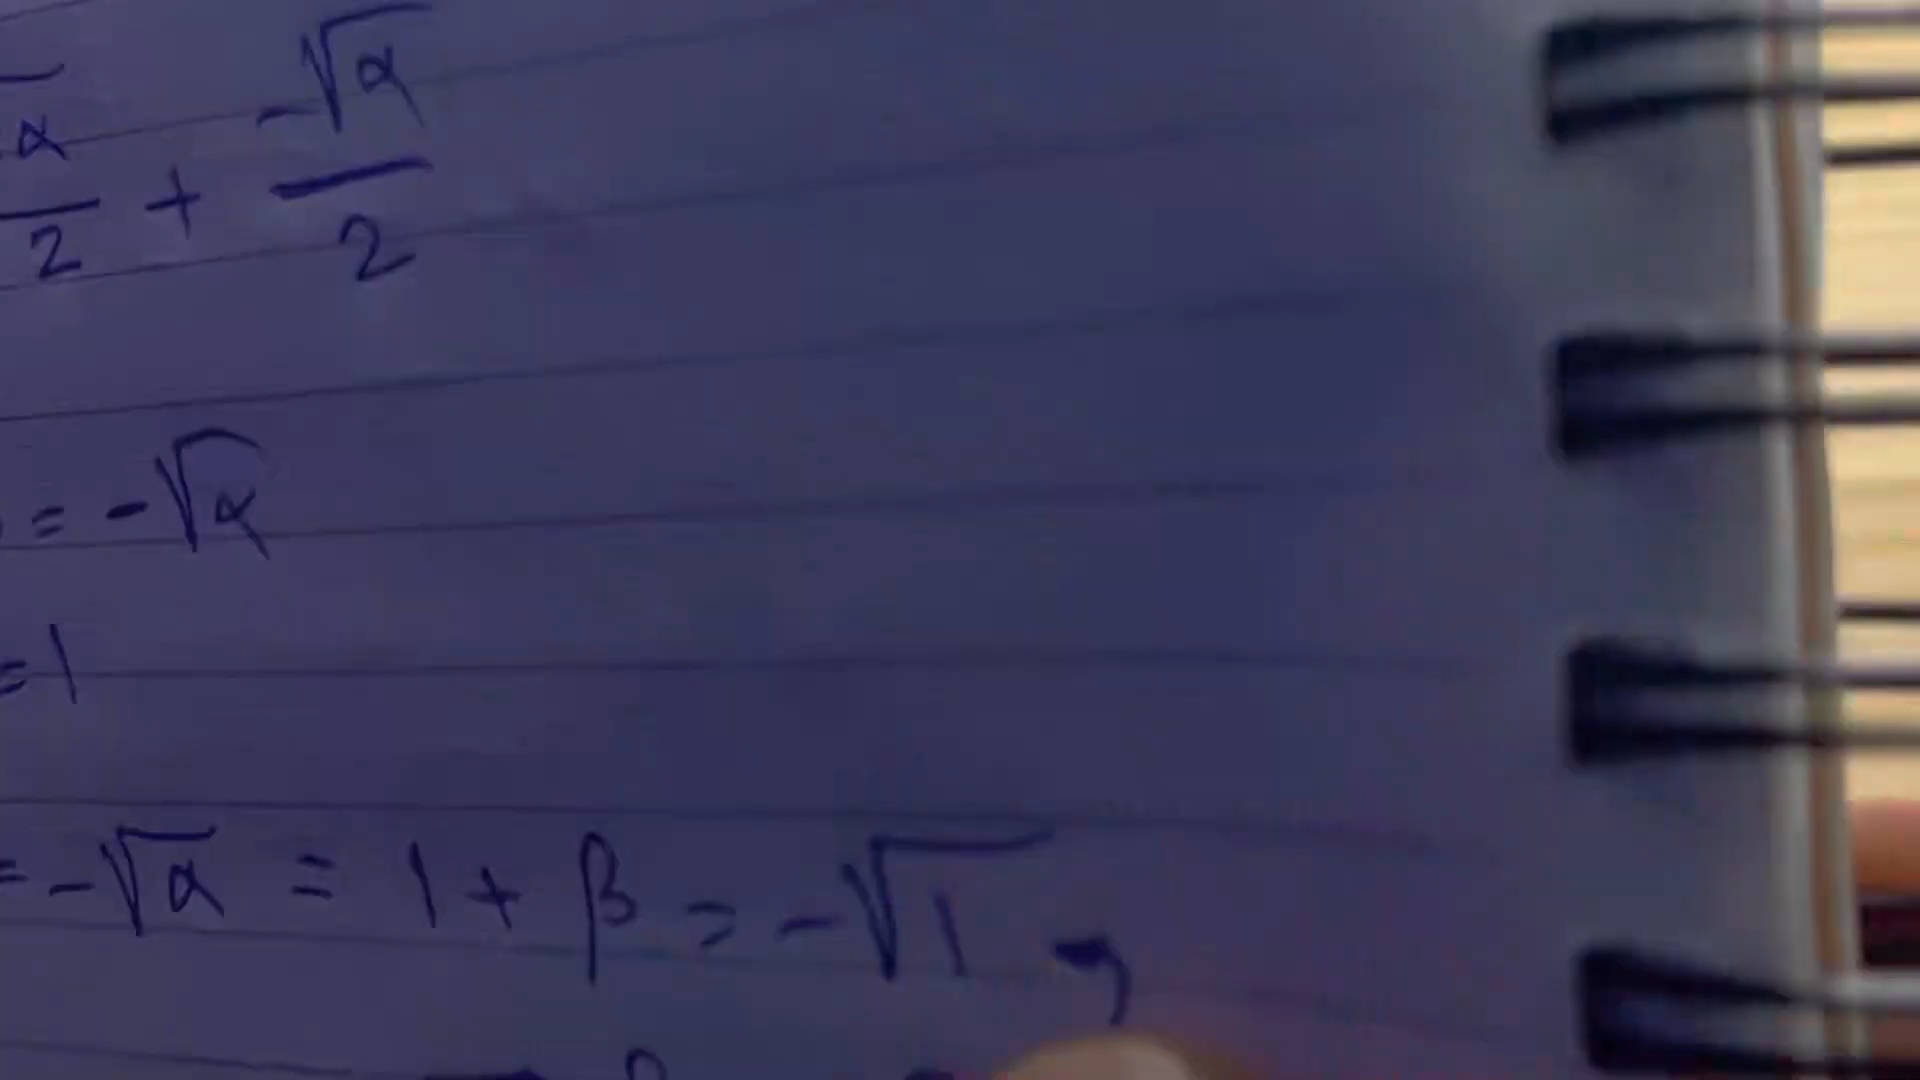 α/2 + -√α/2
= -√α
= 1
= -√α = 1 + β = -√1 ,